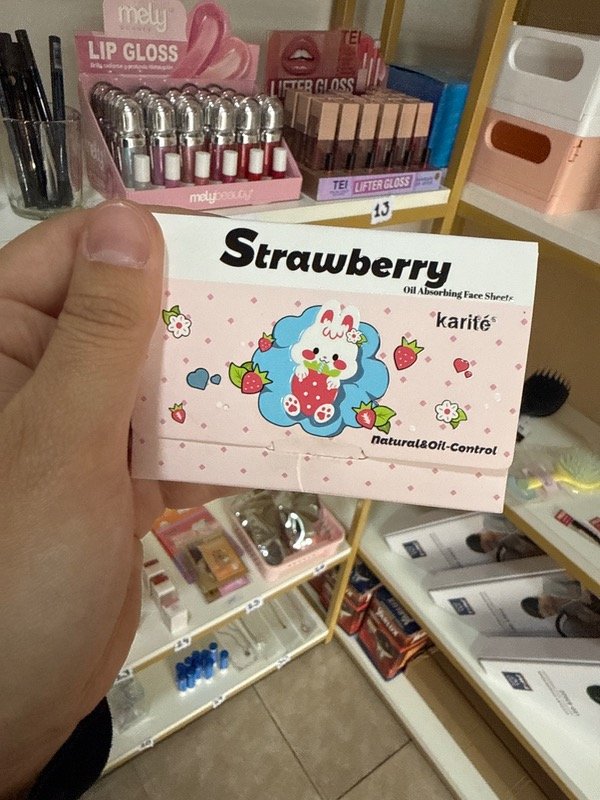 mely
LIP GLOSS
melybeauty
LIFTER GLOSS
TEI
LIFTER GLOSS
13
Strawberry
Oil Absorbing Face Sheets
karité
Natural&Oil-Control